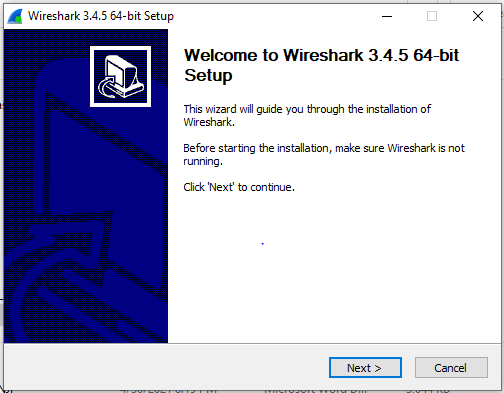 Wireshark 3.4.5 64-bit Setup
Welcome to Wireshark 3.4.5 64-bit
Setup
This wizard will guide you through the installation of
Wireshark.
Before starting the installation, make sure Wireshark is not
running.
Click 'Next' to continue.
Next >
Cancel